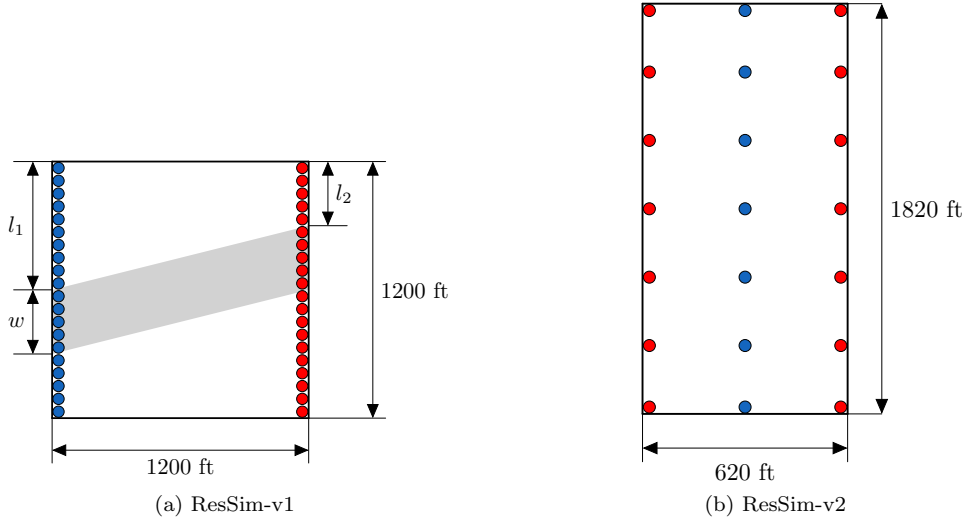 l₁
w
l₂
1200 ft
1200 ft
(a) ResSim-v1
1820 ft
620 ft
(b) ResSim-v2